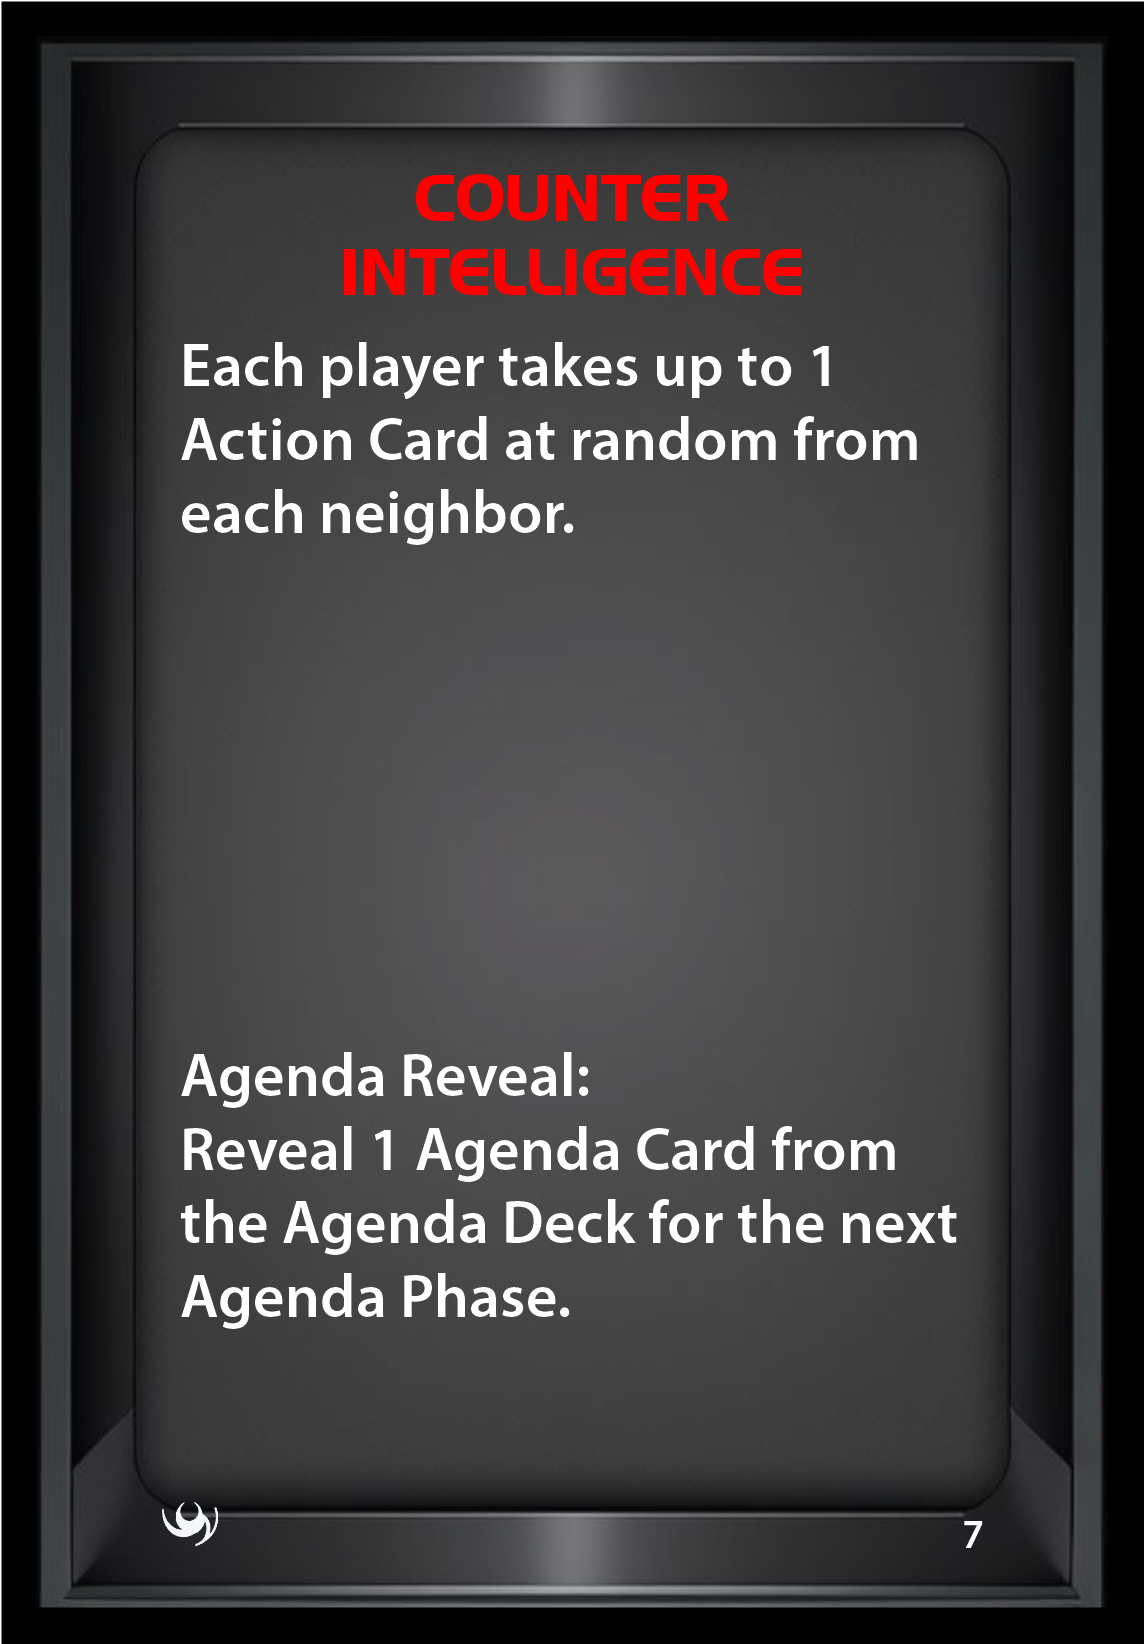 COUNTER
INTELLIGENCE
Each player takes up to 1
Action Card at random from
each neighbor.
Agenda Reveal:
Reveal 1 Agenda Card from
the Agenda Deck for the next
Agenda Phase.
7